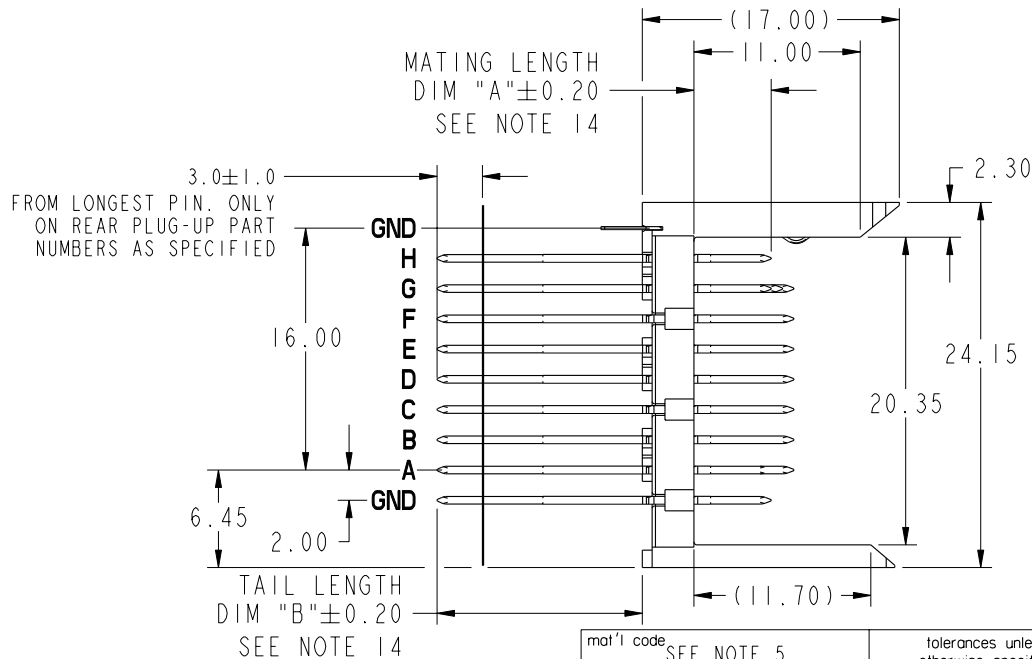 (17.00)
11.00
MATING LENGTH
DIM "A"±0.20
SEE NOTE 14
2.30
3.0±1.0
FROM LONGEST PIN. ONLY
ON REAR PLUG-UP PART
NUMBERS AS SPECIFIED
GND
H
G
F
16.00
E
24.15
D
20.35
C
B
A
GND
6.45
2.00
TAIL LENGTH
DIM "B"±0.20
SEE NOTE 14
(11.70)
mat'l code
SEE NOTE 5
tolerances